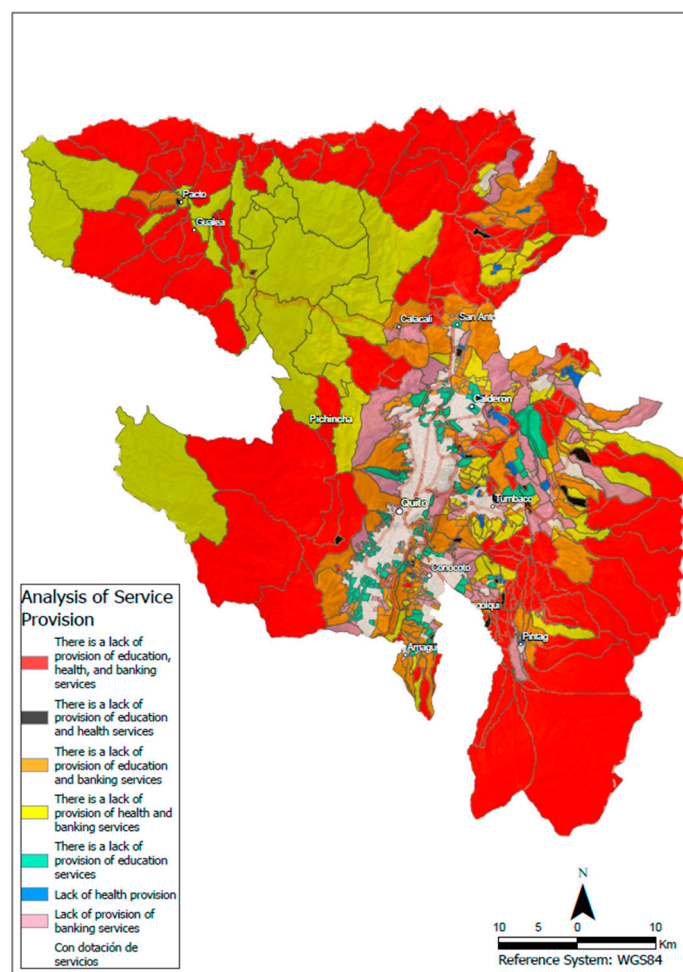 Pacto
Gualea
Calacali
San Ant
Calderon
Pichincha
Quito
Tumbaco
Conocoto
golqui
Pintag
Amagu
Analysis of Service
Provision
There is a lack of
provision of education,
health, and banking
services
There is a lack of
provision of education
and health services
There is a lack of
provision of education
and banking services
There is a lack of
provision of health and
banking services
There is a lack of
provision of education
services
Lack of health provision
Lack of provision of
banking services
Con dotación de
servicios
N
10 5 0 10
Km
Reference System: WGS84